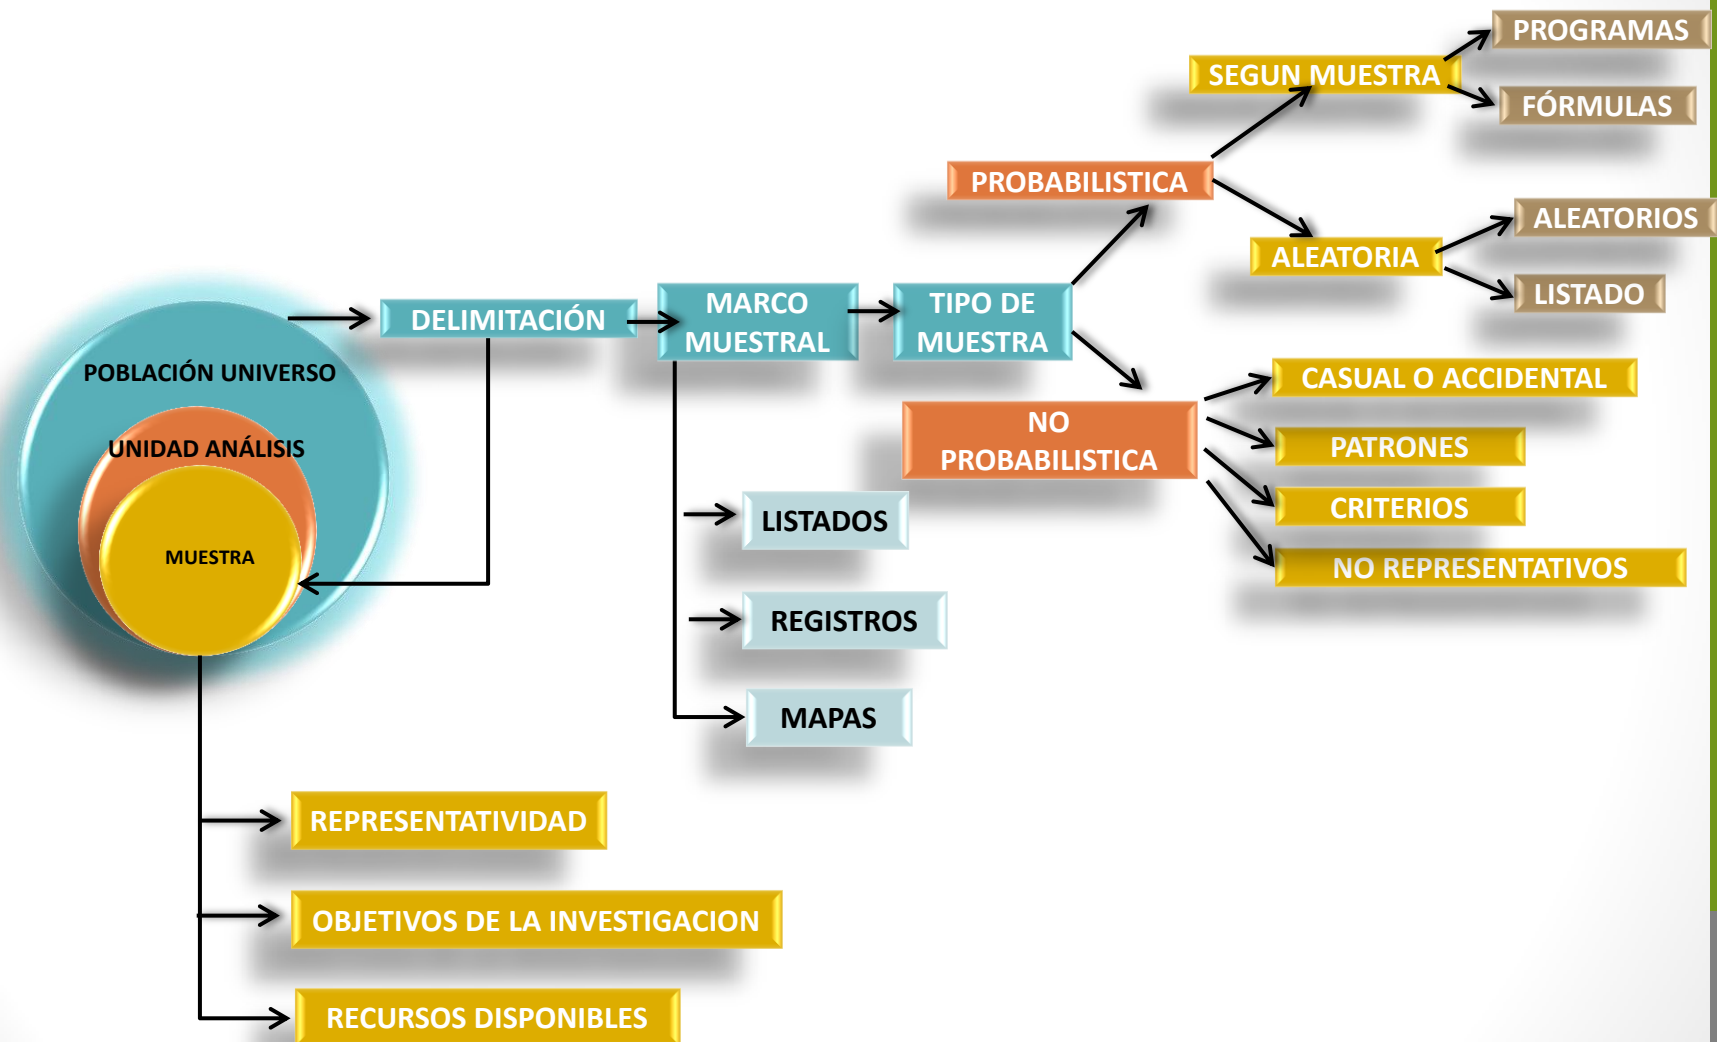 PROGRAMAS
SEGUN MUESTRA
FÓRMULAS
PROBABILISTICA
ALEATORIOS
ALEATORIA
LISTADO
MARCO
MUESTRAL
TIPO DE
MUESTRA
DELIMITACIÓN
POBLACIÓN UNIVERSO
UNIDAD ANÁLISIS
MUESTRA
NO
PROBABILISTICA
CASUAL O ACCIDENTAL
PATRONES
CRITERIOS
NO REPRESENTATIVOS
LISTADOS
REGISTROS
MAPAS
REPRESENTATIVIDAD
OBJETIVOS DE LA INVESTIGACION
RECURSOS DISPONIBLES